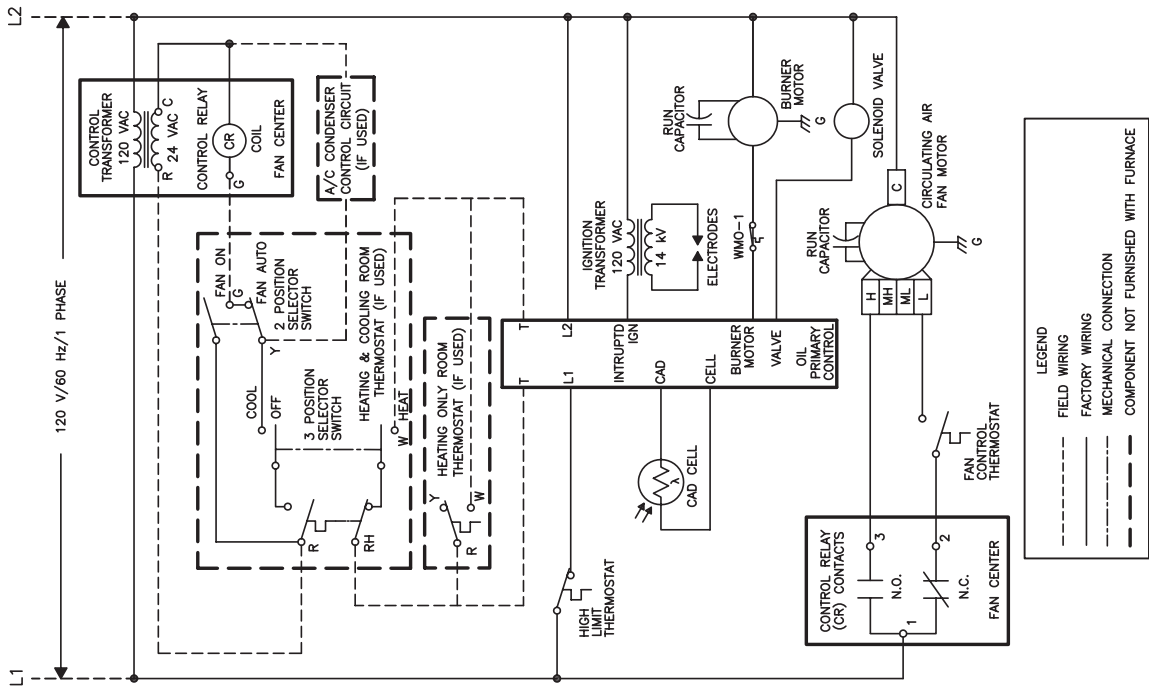 L1
L2
120 V/60 Hz/1 PHASE
CONTROL
TRANSFORMER
120 VAC
R 24 VAC C
CONTROL RELAY
CR
COIL
G
FAN CENTER
A/C CONDENSER
CONTROL CIRCUIT
(IF USED)
FAN ON
G
FAN AUTO
Y
2 POSITION
SELECTOR
SWITCH
COOL
OFF
3 POSITION
SELECTOR
SWITCH
HEATING & COOLING ROOM
THERMOSTAT (IF USED)
W HEAT
R
RH
HEATING ONLY ROOM
THERMOSTAT (IF USED)
Y
W
R
T
T
L1
L2
INTRUPTD
IGN
CAD
CELL
BURNER
MOTOR
VALVE
OIL
PRIMARY
CONTROL
HIGH
LIMIT
THERMOSTAT
λ
CAD CELL
IGNITION
TRANSFORMER
120 VAC
14 kV
ELECTRODES
WMO-1
RUN
CAPACITOR
BURNER
MOTOR
G
SOLENOID VALVE
RUN
CAPACITOR
CIRCULATING AIR
FAN MOTOR
C
G
H
MH
ML
L
FAN
CONTROL
THERMOSTAT
CONTROL RELAY
(CR) CONTACTS
3
N.O.
2
N.C.
1
FAN CENTER
LEGEND
FIELD WIRING
FACTORY WIRING
MECHANICAL CONNECTION
COMPONENT NOT FURNISHED WITH FURNACE